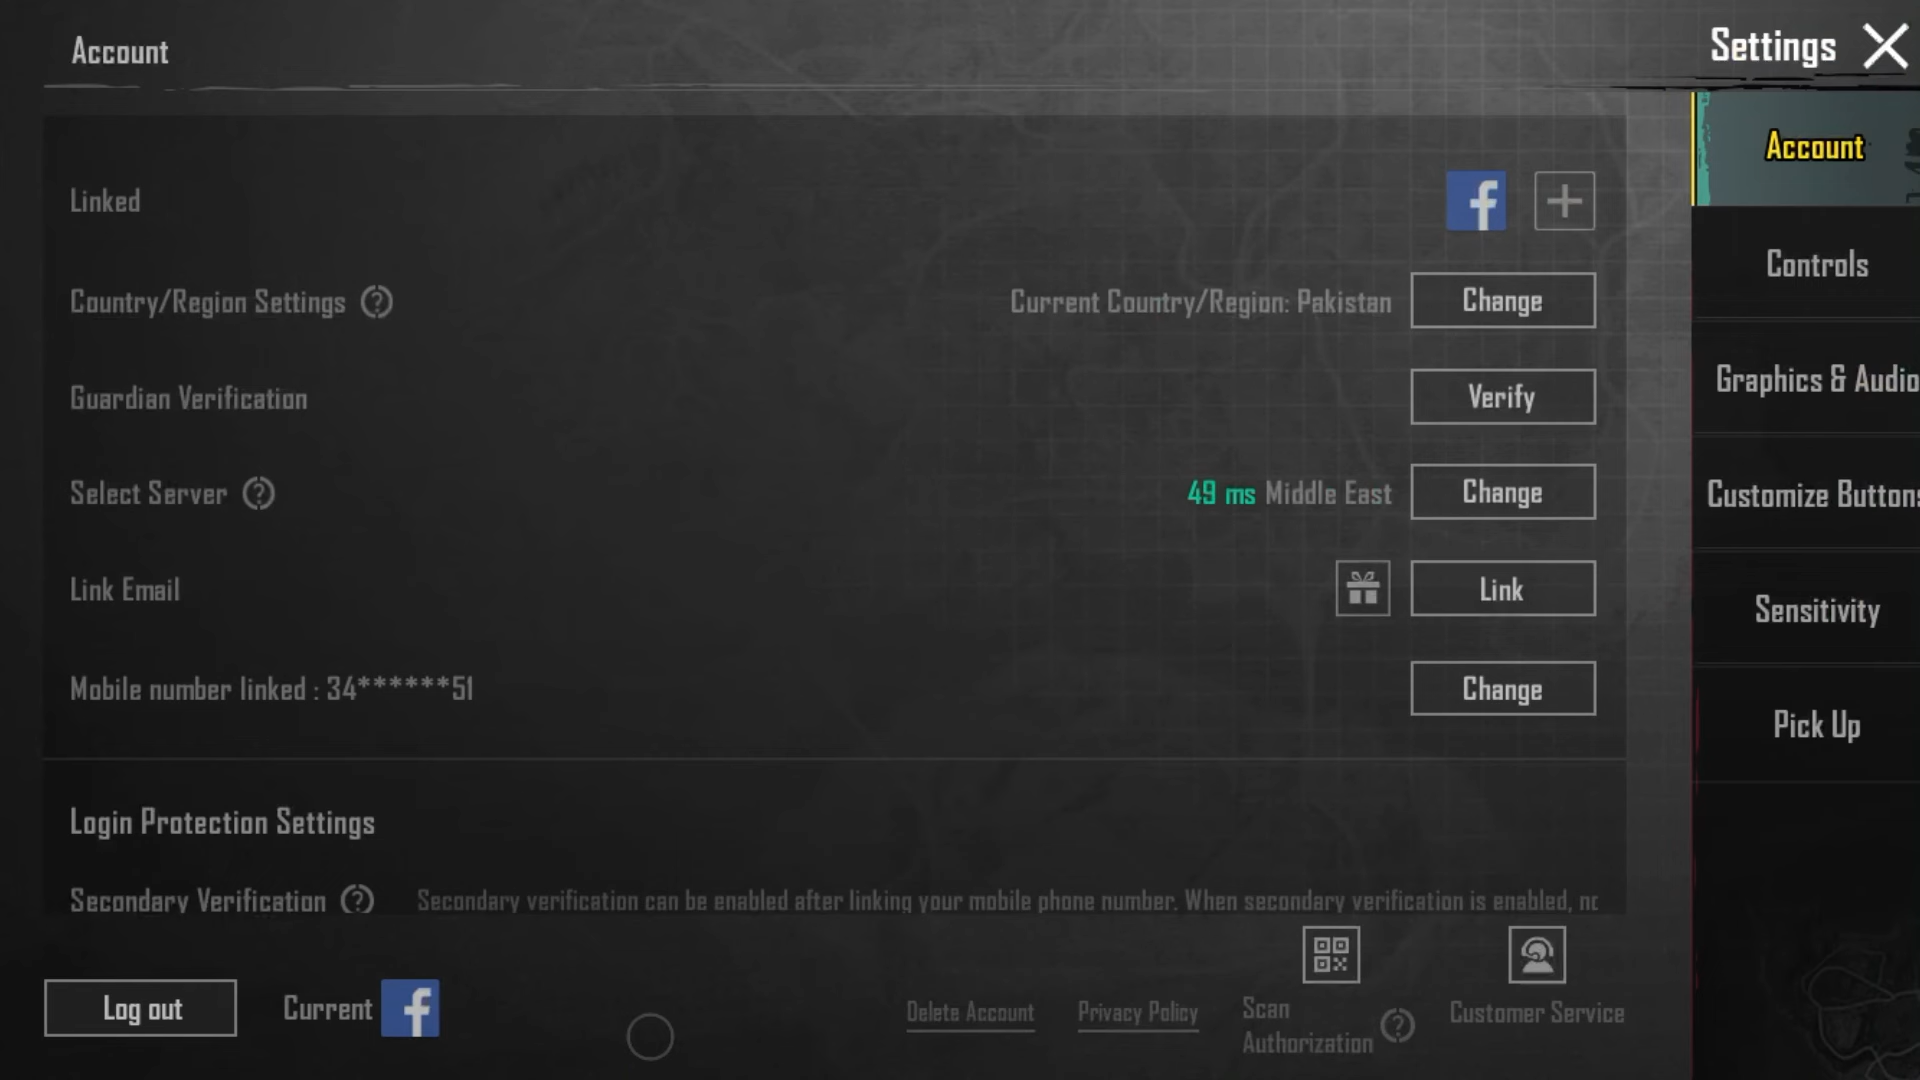 Account
Settings
Account
Linked
Controls
Country/Region Settings
Current Country/Region: Pakistan
Change
Graphics & Audio
Guardian Verification
Verify
Select Server
49 ms Middle East
Change
Customize Buttons
Link Email
Link
Sensitivity
Mobile number linked : 34******51
Change
Pick Up
Login Protection Settings
Secondary Verification
Secondary verification can be enabled after linking your mobile phone number. When secondary verification is enabled, no
Log out
Current
Delete Account
Privacy Policy
Scan
Authorization
Customer Service